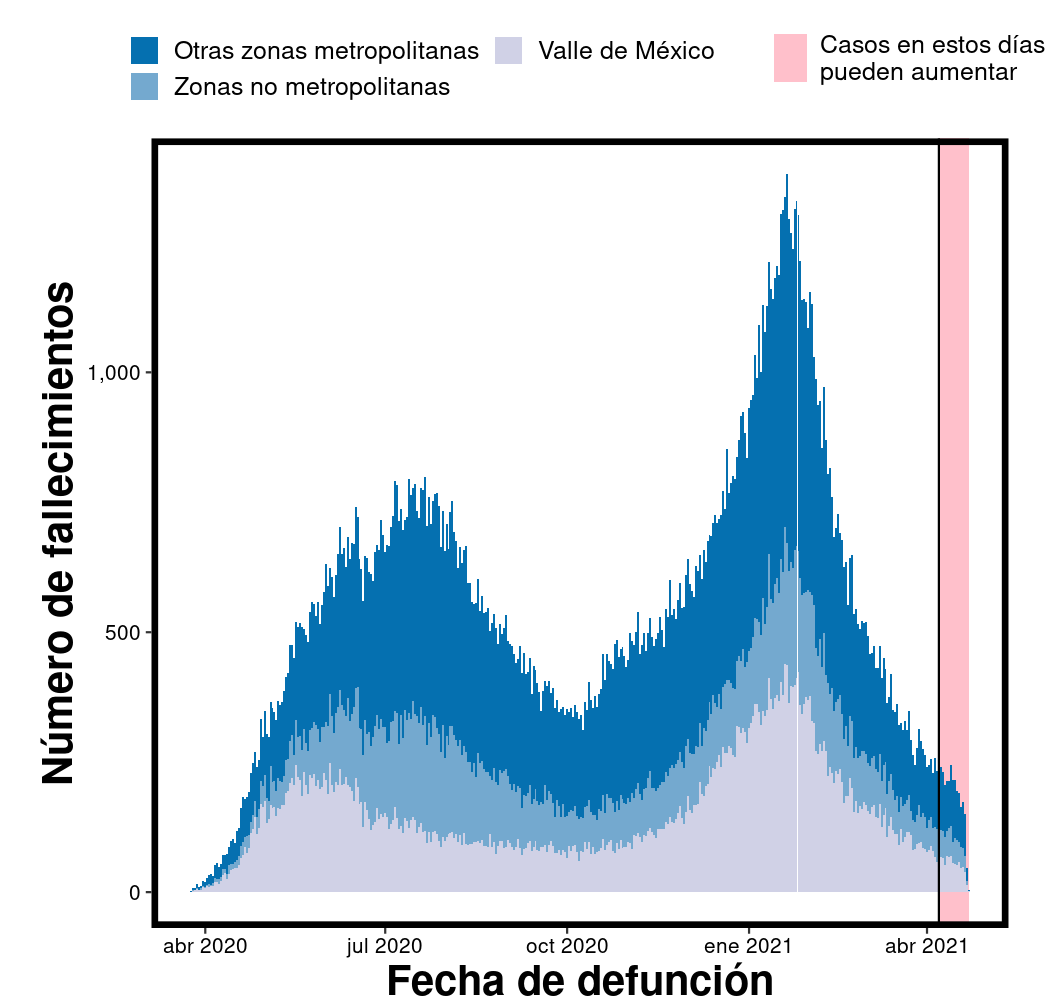 Otras zonas metropolitanas
Valle de México
Casos en estos días
pueden aumentar
Zonas no metropolitanas
Número de fallecimientos
1,000
500
0
abr 2020
jul 2020
oct 2020
ene 2021
abr 2021
Fecha de defunción